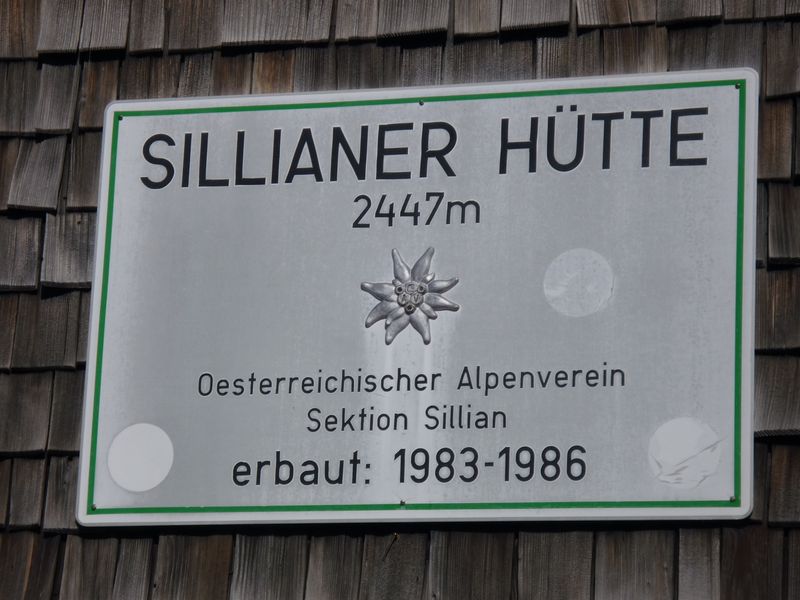 SILLIANER HÜTTE
2447m
Oesterreichischer Alpenverein
Sektion Sillian
erbaut: 1983-1986